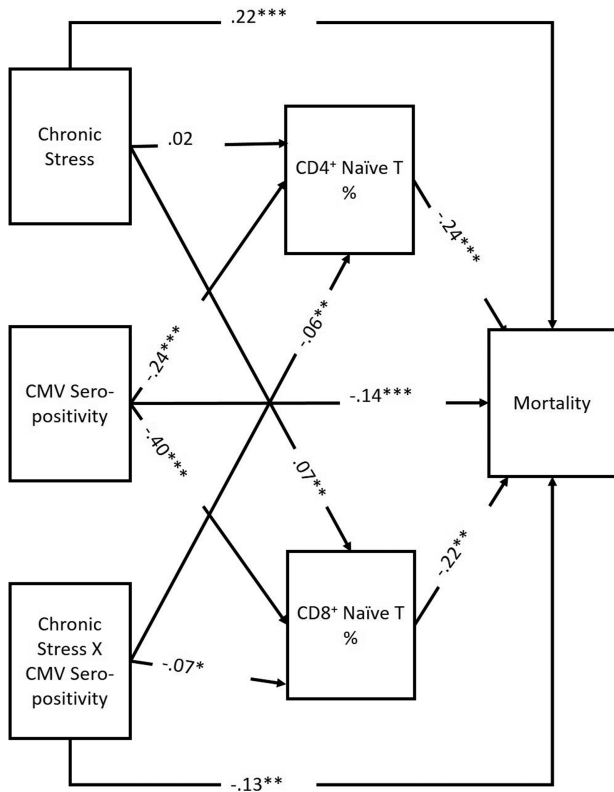 .22***
Chronic
Stress
.02
CD4⁺ Naïve T
%
-.24***
-.24***
-.06**
CMV Sero-
positivity
-.14***
Mortality
-.40***
.07**
-.22**
CD8⁺ Naïve T
%
Chronic
Stress X
CMV Sero-
positivity
-.07*
-.13**